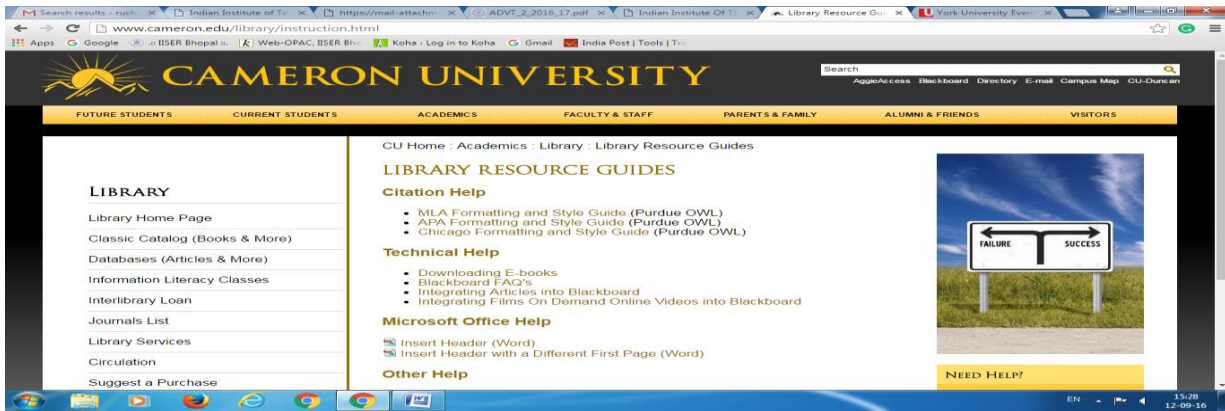 Search results - ruchi
Indian Institute of Te
https://mail-attachm
ADVT_2_2016_17.pdf
Indian Institute Of Te
Library Resource Gui
York University Even
www.cameron.edu/library/instruction.html
Apps Google IISER Bhopal Web-OPAC, IISER Bho Koha › Log in to Koha Gmail India Post | Tools | Tra
CAMERON UNIVERSITY
Search
AggieAccess Blackboard Directory E-mail Campus Map CU-Duncan
FUTURE STUDENTS CURRENT STUDENTS ACADEMICS FACULTY & STAFF PARENTS & FAMILY ALUMNI & FRIENDS VISITORS
LIBRARY
Library Home Page
Classic Catalog (Books & More)
Databases (Articles & More)
Information Literacy Classes
Interlibrary Loan
Journals List
Library Services
Circulation
Suggest a Purchase
CU Home : Academics : Library : Library Resource Guides
LIBRARY RESOURCE GUIDES
Citation Help
• MLA Formatting and Style Guide (Purdue OWL)
• APA Formatting and Style Guide (Purdue OWL)
• Chicago Formatting and Style Guide (Purdue OWL)
Technical Help
• Downloading E-books
• Blackboard FAQ's
• Integrating Articles into Blackboard
• Integrating Films On Demand Online Videos into Blackboard
Microsoft Office Help
Insert Header (Word)
Insert Header with a Different First Page (Word)
Other Help
FAILURE SUCCESS
NEED HELP?
EN 15:28
12-09-16